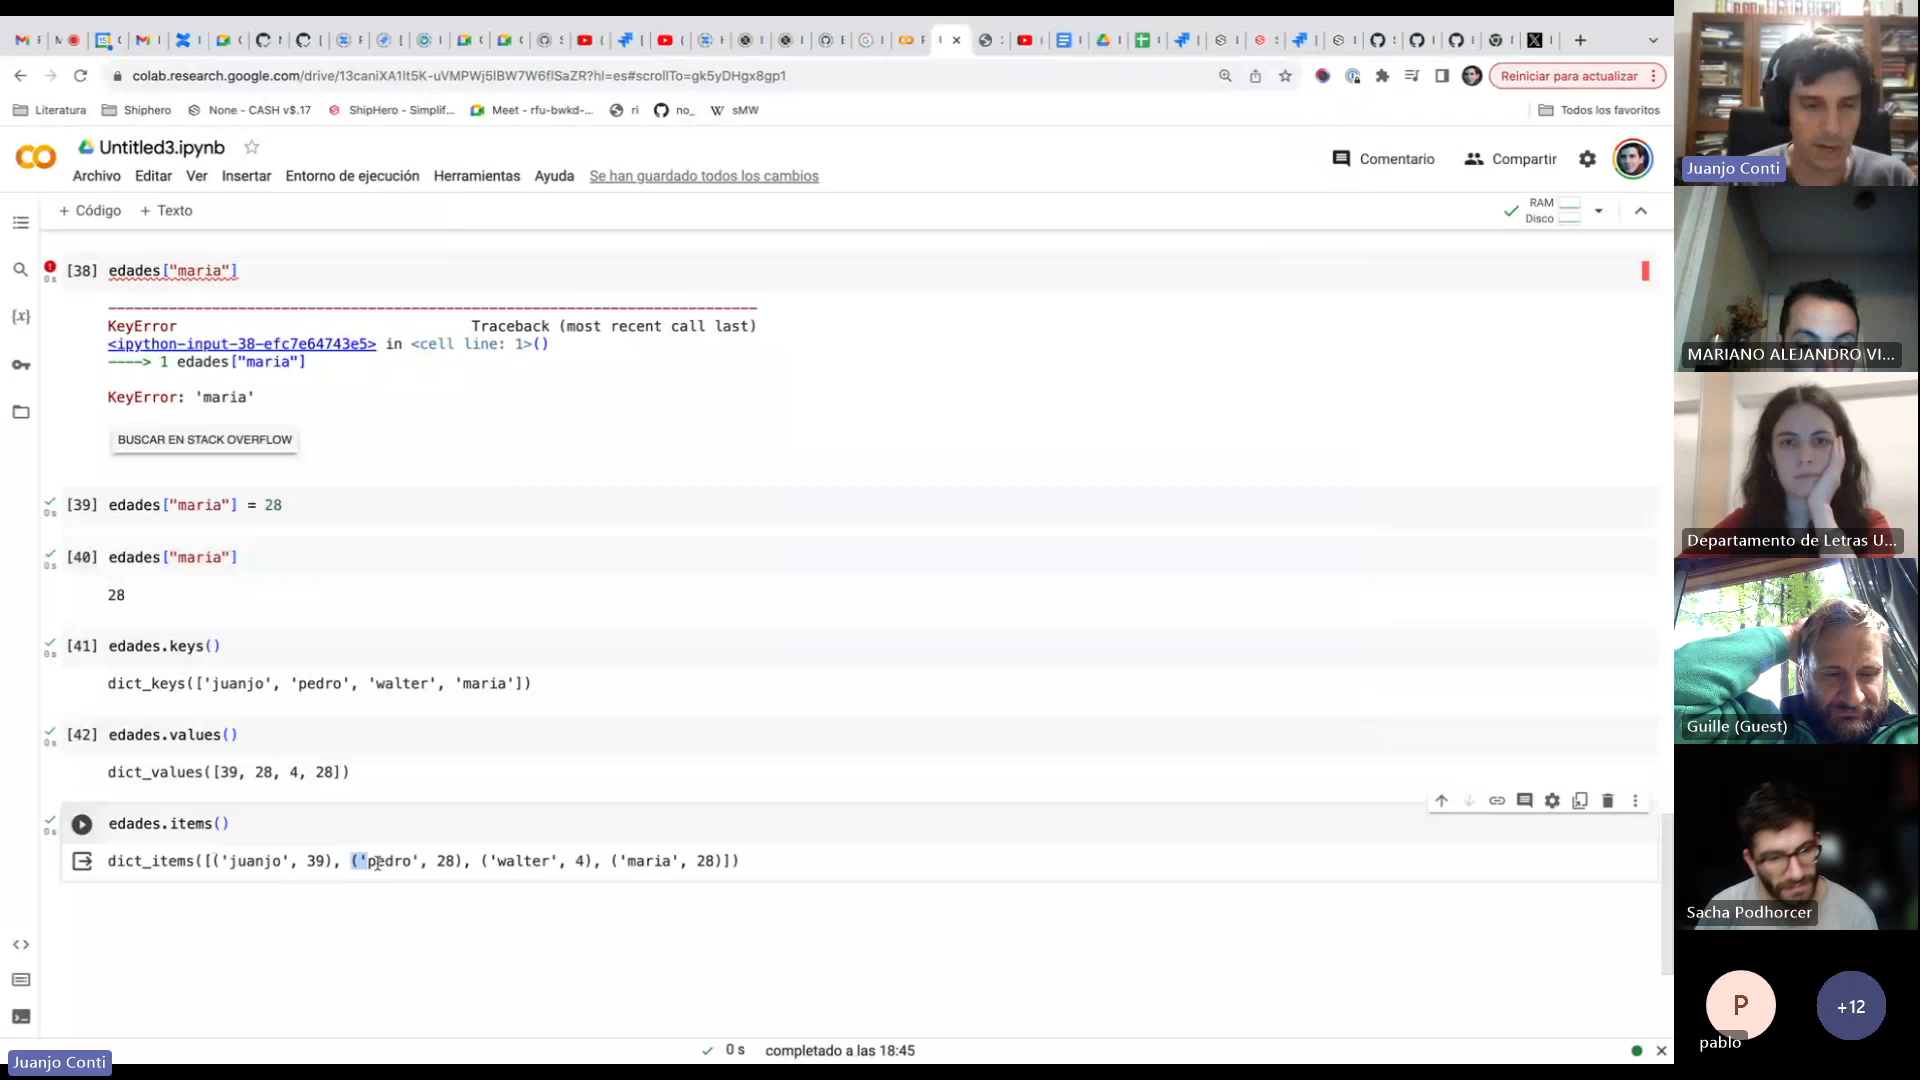 colab.research.google.com/drive/13caniXA1It5K-uVMPWj5lBW7W6flSaZR?hl=es#scrollTo=gk5yDHgx8gp1
Reiniciar para actualizar
Literatura
Shiphero
None - CASH v$.17
ShipHero - Simplif...
Meet - rfu-bwkd-...
ri
no_
sMW
Todos los favoritos
Untitled3.ipynb
Comentario
Compartir
Archivo
Editar
Ver
Insertar
Entorno de ejecución
Herramientas
Ayuda
Se han guardado todos los cambios
+ Código + Texto
RAM
Disco
[38] edades["maria"]
0 s
KeyError Traceback (most recent call last)
<ipython-input-38-efc7e64743e5> in <cell line: 1>()
----> 1 edades["maria"]
KeyError: 'maria'
BUSCAR EN STACK OVERFLOW
[39] edades["maria"] = 28
0 s
[40] edades["maria"]
0 s
28
[41] edades.keys()
0 s
dict_keys(['juanjo', 'pedro', 'walter', 'maria'])
[42] edades.values()
0 s
dict_values([39, 28, 4, 28])
edades.items()
0 s
dict_items([('juanjo', 39), ('pedro', 28), ('walter', 4), ('maria', 28)])
0 s completado a las 18:45
Juanjo Conti
Juanjo Conti
MARIANO ALEJANDRO VI...
Departamento de Letras U...
Guille (Guest)
Sacha Podhorcer
P
pablo
+12